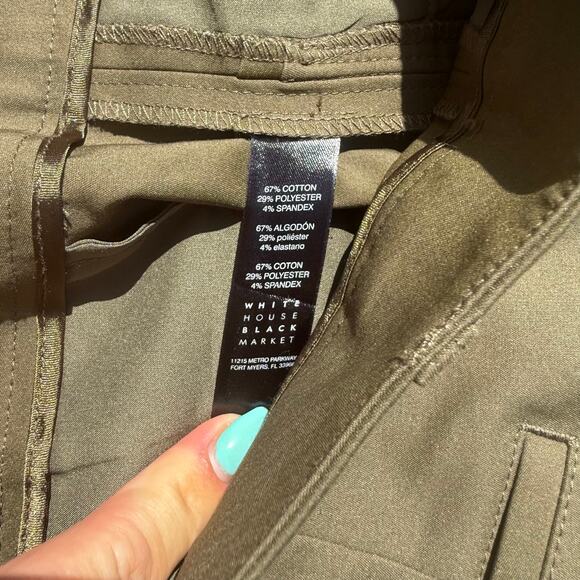 67% COTTON
29% POLYESTER
4% SPANDEX
67% ALGODÓN
29% poliéster
4% elastano
67% COTON
29% POLYESTER
4% SPANDEX
WHITE
HOUSE
BLACK
MARKET
11215 METRO PARKWAY
FORT MYERS, FL 33966